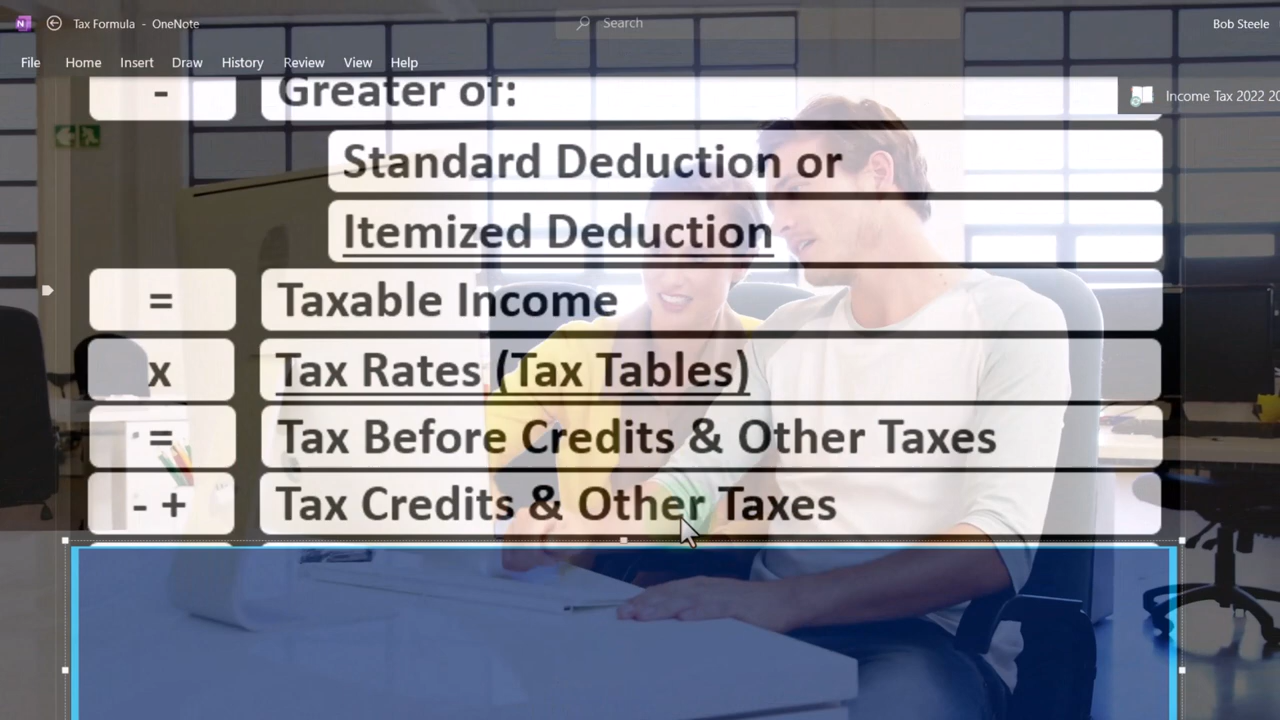 Tax Formula - OneNote
Search
Bob Steele
File Home Insert Draw History Review View Help
- Greater of:
Income Tax 2022
Standard Deduction or
Itemized Deduction
= Taxable Income
x Tax Rates (Tax Tables)
= Tax Before Credits & Other Taxes
- + Tax Credits & Other Taxes